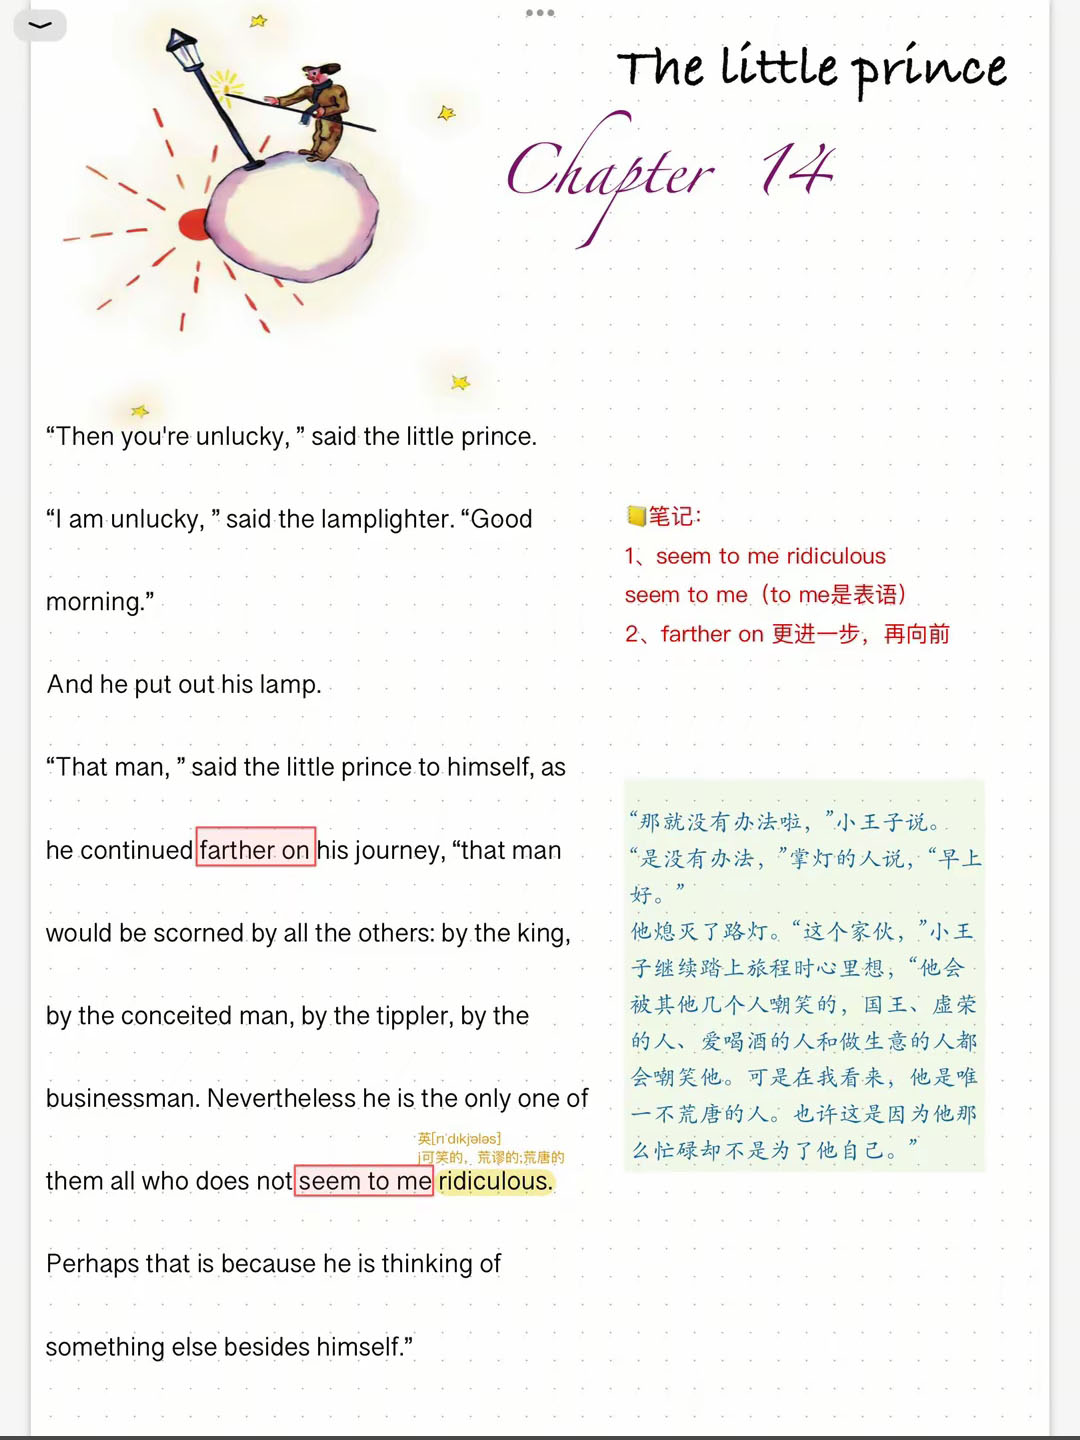 The little prince
Chapter 14
“Then you're unlucky, ” said the little prince.
“I am unlucky, ” said the lamplighter. “Good
morning.”
And he put out his lamp.
“That man, ” said the little prince to himself, as
he continued farther on his journey, “that man
would be scorned by all the others: by the king,
by the conceited man, by the tippler, by the
businessman. Nevertheless he is the only one of
英[rɪˈdɪkjələs]
j可笑的，荒谬的;荒唐的
them all who does not seem to me ridiculous.
Perhaps that is because he is thinking of
something else besides himself.”
📒笔记：
1、seem to me ridiculous
seem to me（to me是表语）
2、farther on 更进一步，再向前
“那就没有办法啦，”小王子说。
“是没有办法，”掌灯的人说，“早上
好。”
他熄灭了路灯。“这个家伙，”小王
子继续踏上旅程时心里想，“他会
被其他几个人嘲笑的，国王、虚荣
的人、爱喝酒的人和做生意的人都
会嘲笑他。可是在我看来，他是唯
一不荒唐的人。也许这是因为他那
么忙碌却不是为了他自己。”